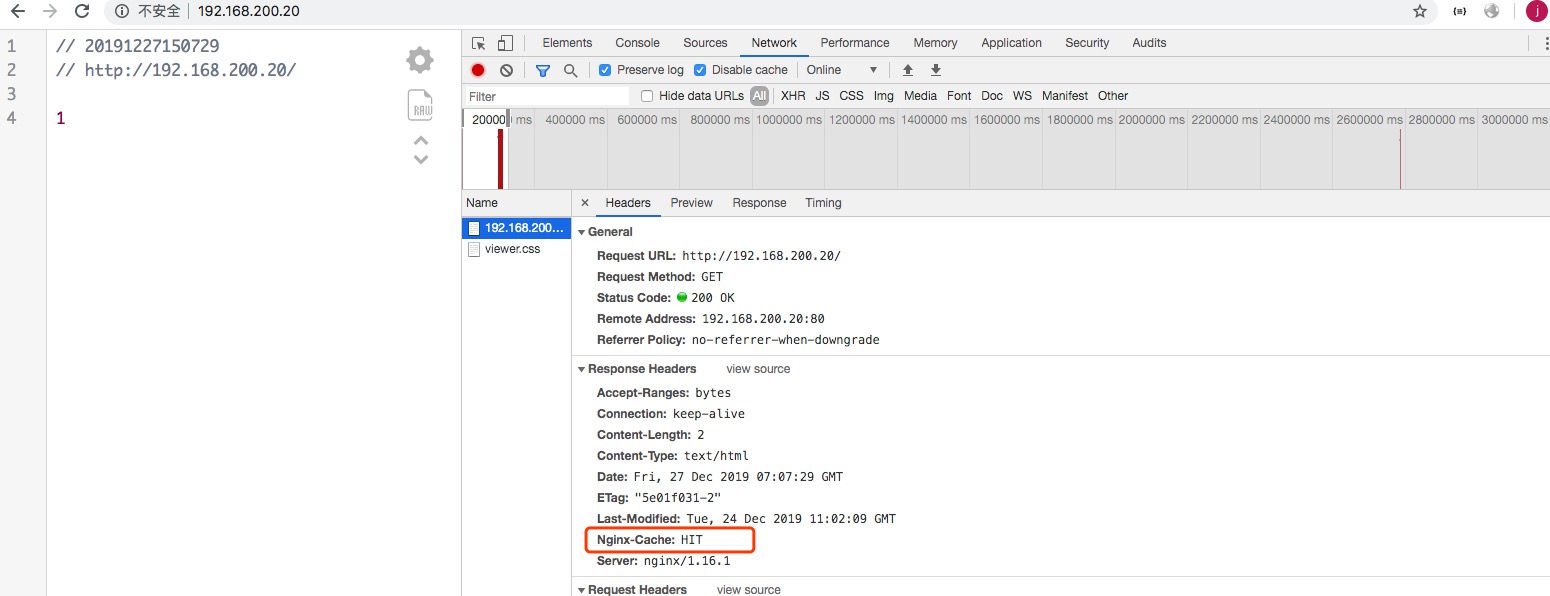 不安全 192.168.200.20 {≡} j
1 // 20191227150729
2 // http://192.168.200.20/
3
4 1
RAW
Elements Console Sources Network Performance Memory Application Security Audits
Preserve log Disable cache Online
Filter Hide data URLs All XHR JS CSS Img Media Font Doc WS Manifest Other
20000 ms 400000 ms 600000 ms 800000 ms 1000000 ms 1200000 ms 1400000 ms 1600000 ms 1800000 ms 2000000 ms 2200000 ms 2400000 ms 2600000 ms 2800000 ms 3000000 ms
Name × Headers Preview Response Timing
192.168.200...
viewer.css
General
Request URL: http://192.168.200.20/
Request Method: GET
Status Code: 200 OK
Remote Address: 192.168.200.20:80
Referrer Policy: no-referrer-when-downgrade
Response Headers view source
Accept-Ranges: bytes
Connection: keep-alive
Content-Length: 2
Content-Type: text/html
Date: Fri, 27 Dec 2019 07:07:29 GMT
ETag: "5e01f031-2"
Last-Modified: Tue, 24 Dec 2019 11:02:09 GMT
Nginx-Cache: HIT
Server: nginx/1.16.1
Request Headers view source